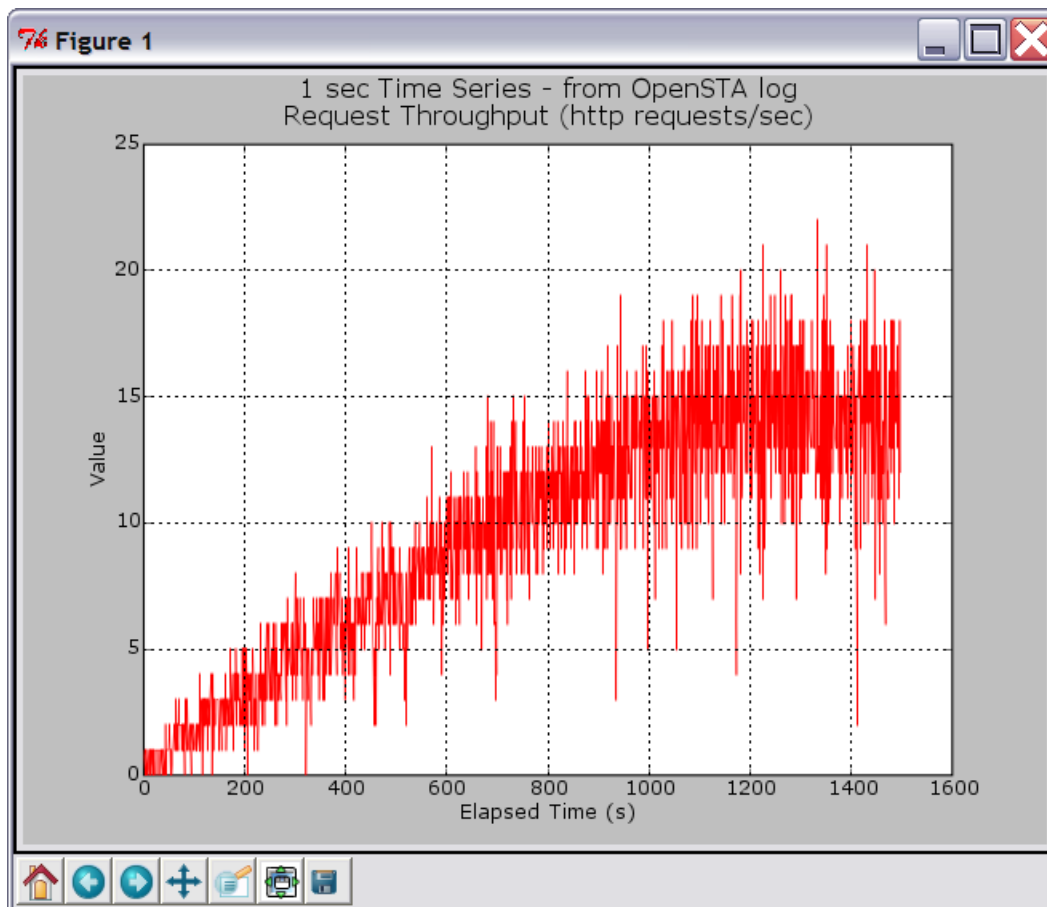 Figure 1
1 sec Time Series - from OpenSTA log
Request Throughput (http requests/sec)
25
20
15
10
5
0
Value
0 200 400 600 800 1000 1200 1400 1600
Elapsed Time (s)